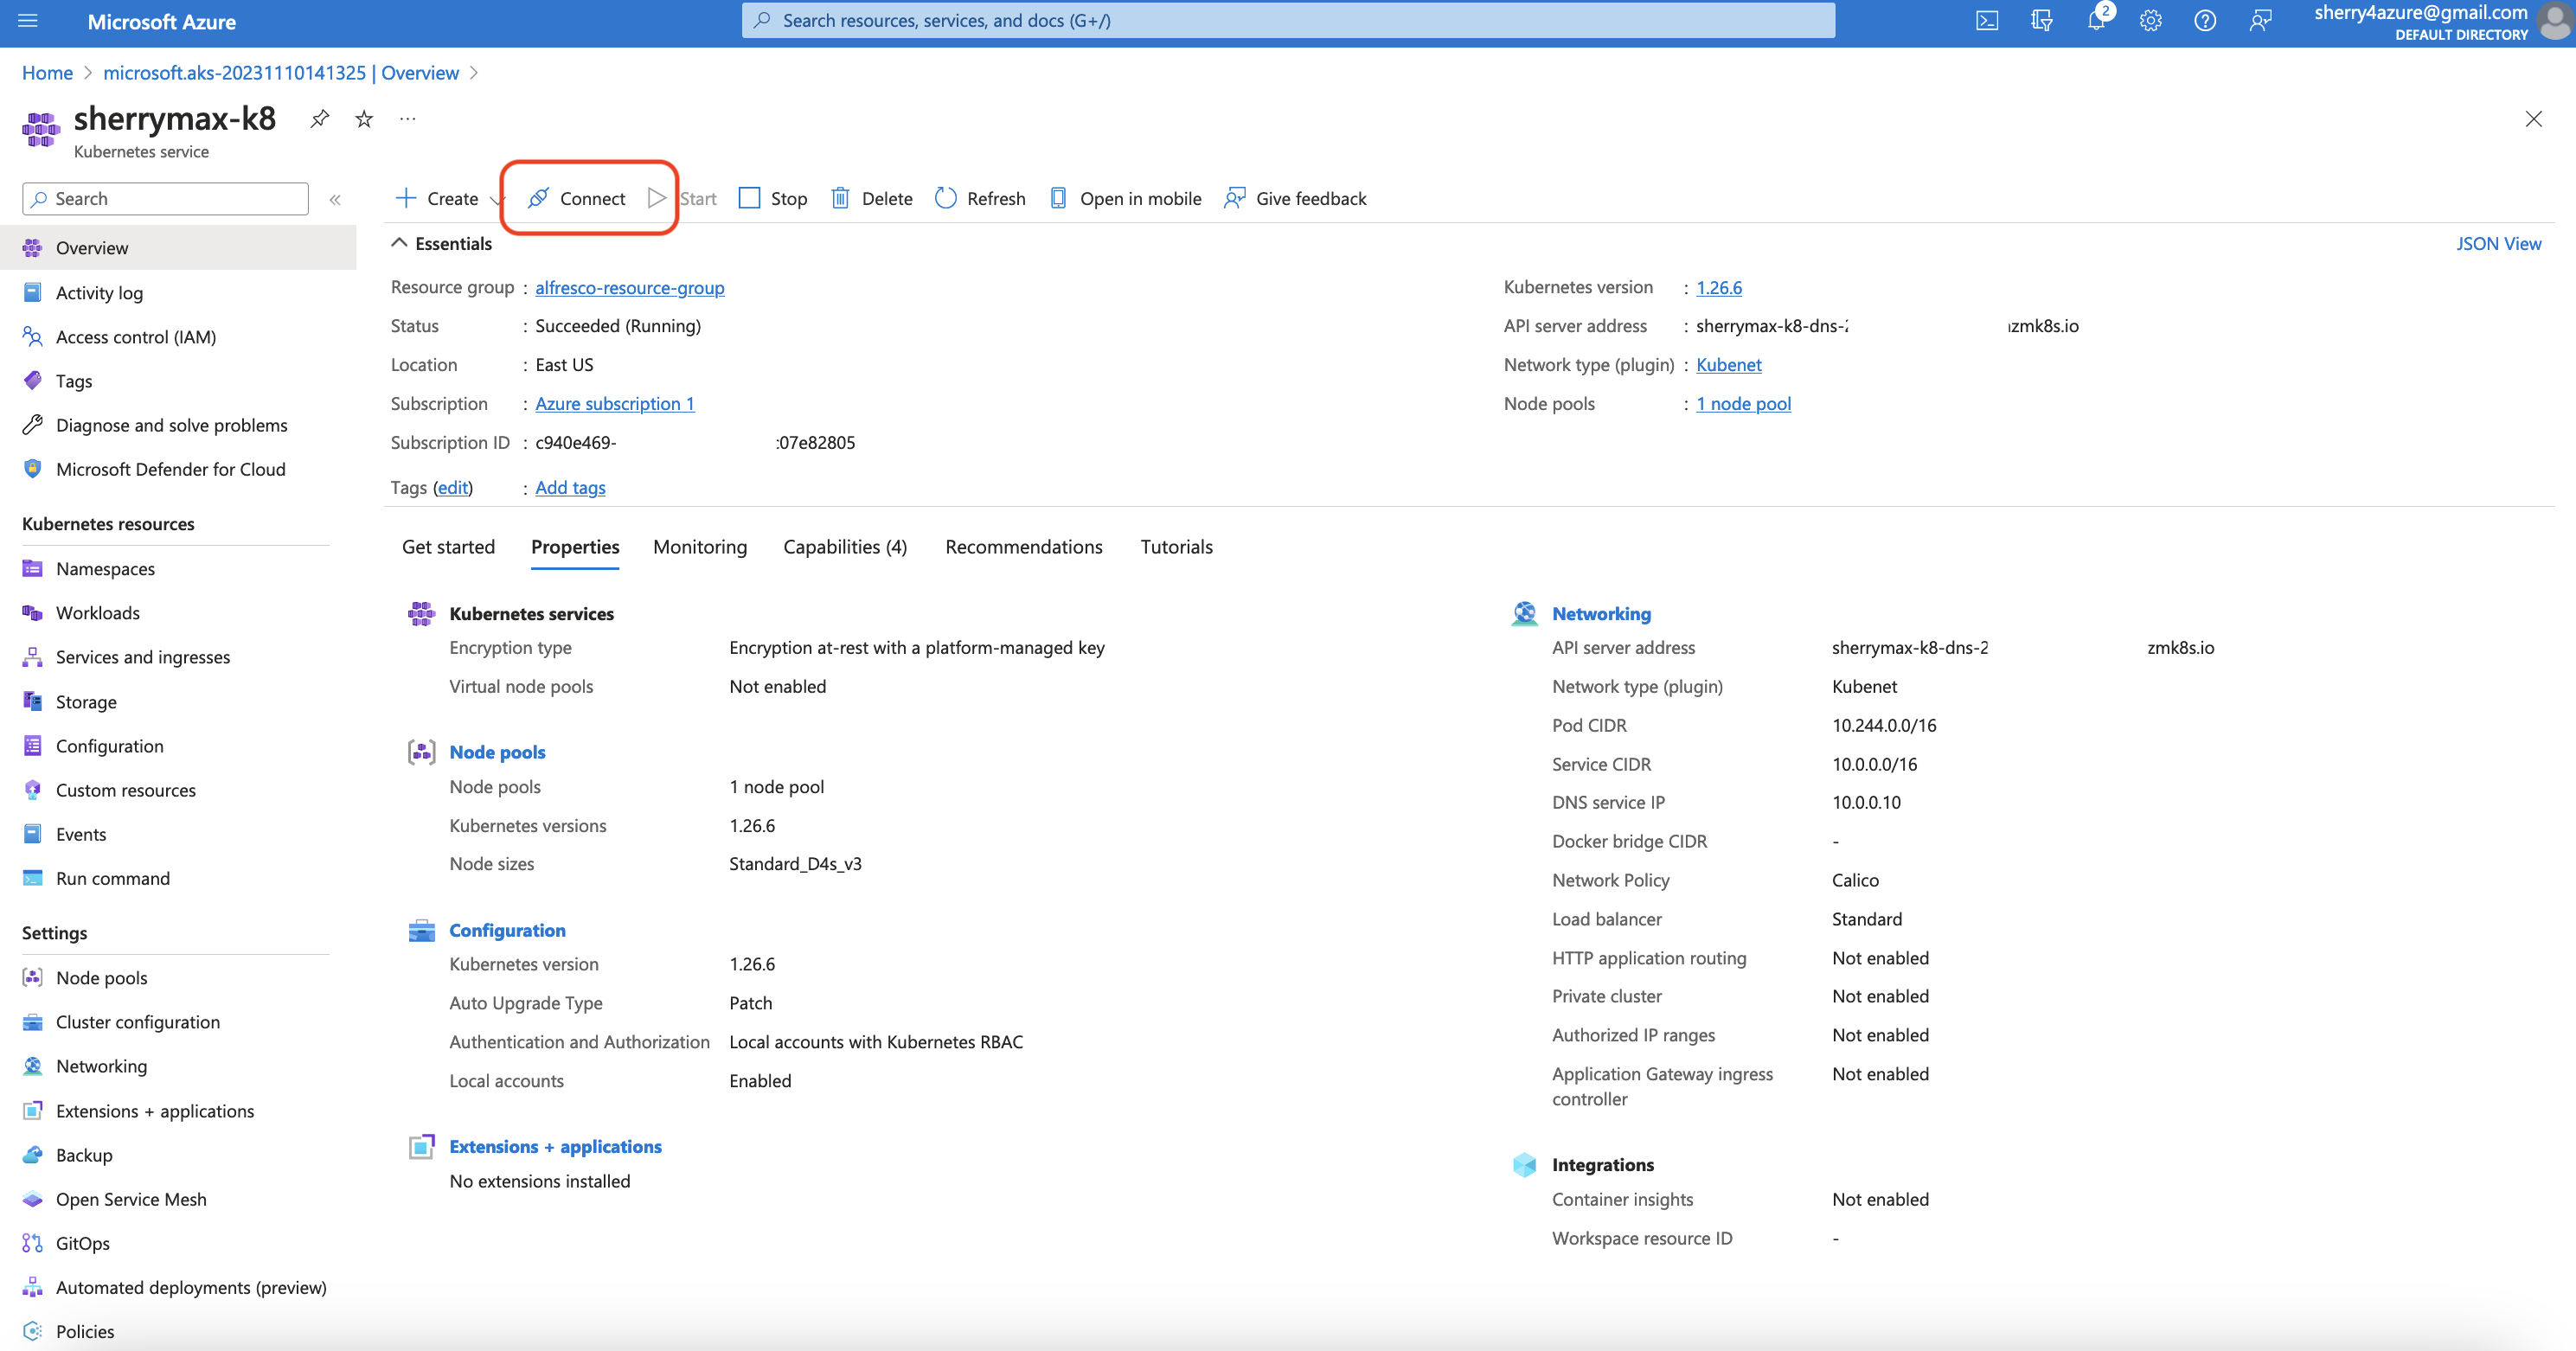 Microsoft Azure
Search resources, services, and docs (G+/)
2
sherry4azure@gmail.com
DEFAULT DIRECTORY
Home > microsoft.aks-20231110141325 | Overview >
sherrymax-k8
Kubernetes service
Search
Create
Connect
Start
Stop
Delete
Refresh
Open in mobile
Give feedback
Overview
Activity log
Access control (IAM)
Tags
Diagnose and solve problems
Microsoft Defender for Cloud
Kubernetes resources
Namespaces
Workloads
Services and ingresses
Storage
Configuration
Custom resources
Events
Run command
Settings
Node pools
Cluster configuration
Networking
Extensions + applications
Backup
Open Service Mesh
GitOps
Automated deployments (preview)
Policies
Essentials
JSON View
Resource group : alfresco-resource-group
Status : Succeeded (Running)
Location : East US
Subscription : Azure subscription 1
Subscription ID : c940e469- :07e82805
Tags (edit) : Add tags
Kubernetes version : 1.26.6
API server address : sherrymax-k8-dns- zmk8s.io
Network type (plugin) : Kubenet
Node pools : 1 node pool
Get started
Properties
Monitoring
Capabilities (4)
Recommendations
Tutorials
Kubernetes services
Encryption type Encryption at-rest with a platform-managed key
Virtual node pools Not enabled
Node pools
Node pools 1 node pool
Kubernetes versions 1.26.6
Node sizes Standard_D4s_v3
Configuration
Kubernetes version 1.26.6
Auto Upgrade Type Patch
Authentication and Authorization Local accounts with Kubernetes RBAC
Local accounts Enabled
Extensions + applications
No extensions installed
Networking
API server address sherrymax-k8-dns-2 zmk8s.io
Network type (plugin) Kubenet
Pod CIDR 10.244.0.0/16
Service CIDR 10.0.0.0/16
DNS service IP 10.0.0.10
Docker bridge CIDR -
Network Policy Calico
Load balancer Standard
HTTP application routing Not enabled
Private cluster Not enabled
Authorized IP ranges Not enabled
Application Gateway ingress Not enabled
controller
Integrations
Container insights Not enabled
Workspace resource ID -